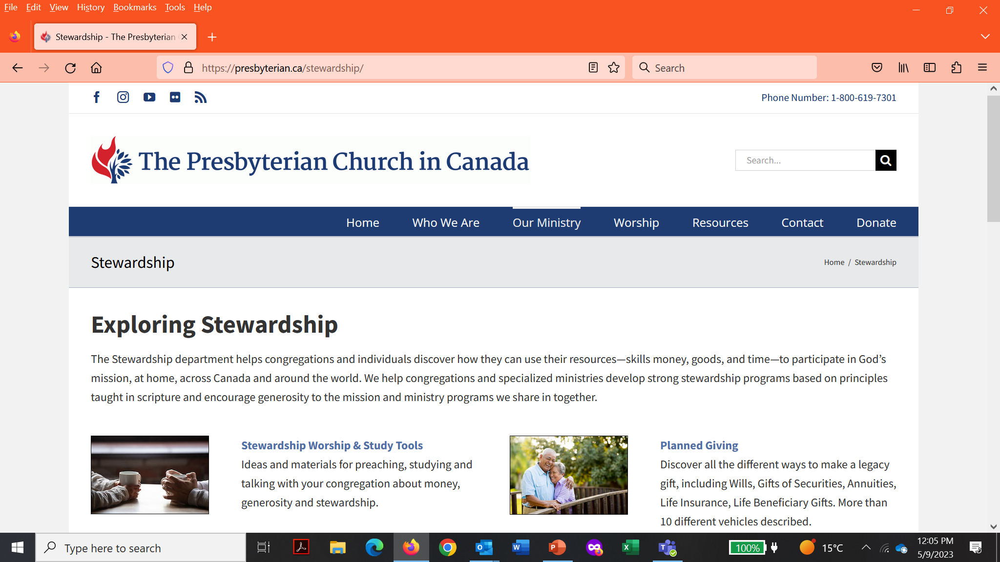 File Edit View History Bookmarks Tools Help
Stewardship - The Presbyterian
https://presbyterian.ca/stewardship/
Search
Phone Number: 1-800-619-7301
The Presbyterian Church in Canada
Search...
Home Who We Are Our Ministry Worship Resources Contact Donate
Stewardship
Home / Stewardship
Exploring Stewardship
The Stewardship department helps congregations and individuals discover how they can use their resources—skills money, goods, and time—to participate in God’s
mission, at home, across Canada and around the world. We help congregations and specialized ministries develop strong stewardship programs based on principles
taught in scripture and encourage generosity to the mission and ministry programs we share in together.
Stewardship Worship & Study Tools
Ideas and materials for preaching, studying and
talking with your congregation about money,
generosity and stewardship.
Planned Giving
Discover all the different ways to make a legacy
gift, including Wills, Gifts of Securities, Annuities,
Life Insurance, Life Beneficiary Gifts. More than
10 different vehicles described.
Type here to search
100%
15°C
12:05 PM
5/9/2023